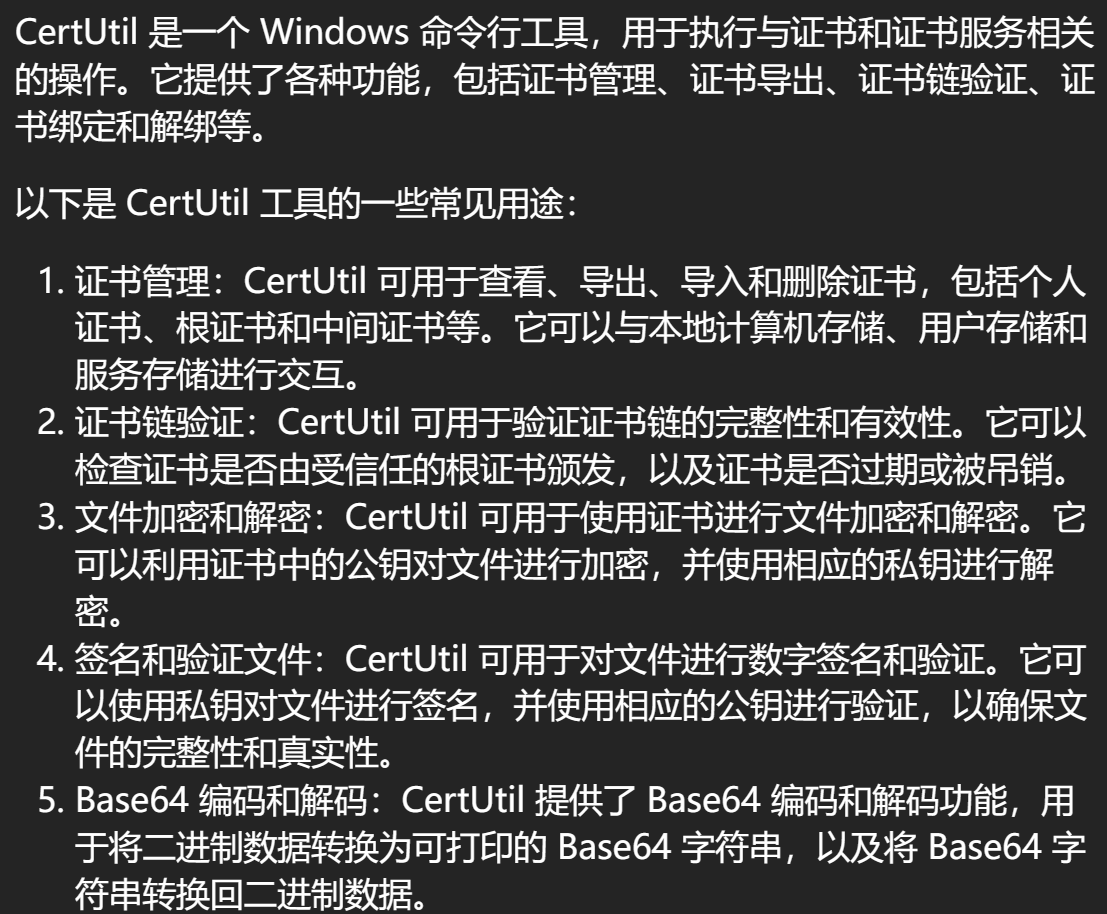 CertUtil 是一个 Windows 命令行工具，用于执行与证书和证书服务相关
的操作。它提供了各种功能，包括证书管理、证书导出、证书链验证、证
书绑定和解绑等。
以下是 CertUtil 工具的一些常见用途：
1. 证书管理：CertUtil 可用于查看、导出、导入和删除证书，包括个人
证书、根证书和中间证书等。它可以与本地计算机存储、用户存储和
服务存储进行交互。
2. 证书链验证：CertUtil 可用于验证证书链的完整性和有效性。它可以
检查证书是否由受信任的根证书颁发，以及证书是否过期或被吊销。
3. 文件加密和解密：CertUtil 可用于使用证书进行文件加密和解密。它
可以利用证书中的公钥对文件进行加密，并使用相应的私钥进行解
密。
4. 签名和验证文件：CertUtil 可用于对文件进行数字签名和验证。它可
以使用私钥对文件进行签名，并使用相应的公钥进行验证，以确保文
件的完整性和真实性。
5. Base64 编码和解码：CertUtil 提供了 Base64 编码和解码功能，用
于将二进制数据转换为可打印的 Base64 字符串，以及将 Base64 字
符串转换回二进制数据。